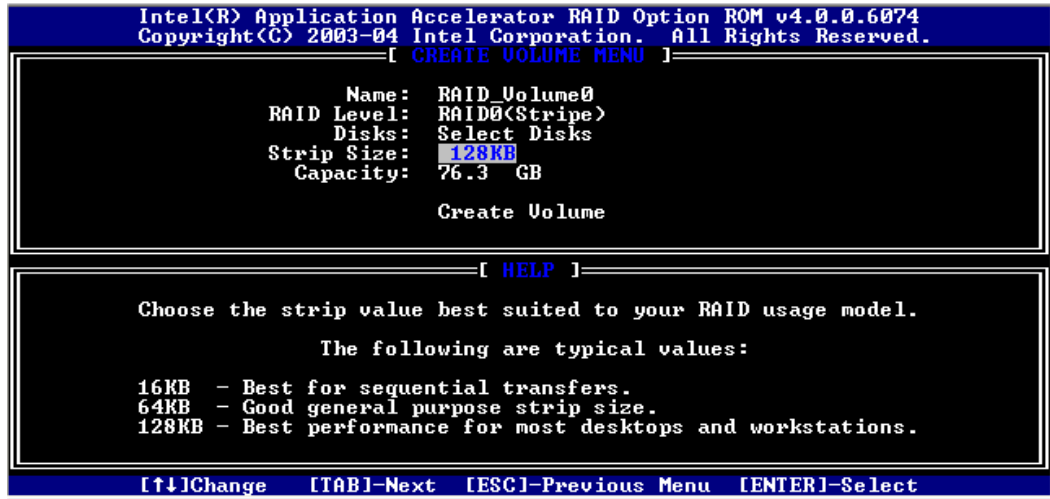 Intel(R) Application Accelerator RAID Option ROM v4.0.0.6074
Copyright(C) 2003-04 Intel Corporation.  All Rights Reserved.
[ CREATE VOLUME MENU ]
Name: RAID_Volume0
RAID Level: RAID0(Stripe)
Disks: Select Disks
Strip Size: 128KB
Capacity: 76.3 GB
Create Volume
[ HELP ]
Choose the strip value best suited to your RAID usage model.
The following are typical values:
16KB - Best for sequential transfers.
64KB - Good general purpose strip size.
128KB - Best performance for most desktops and workstations.
[↑↓]Change [TAB]-Next [ESC]-Previous Menu [ENTER]-Select